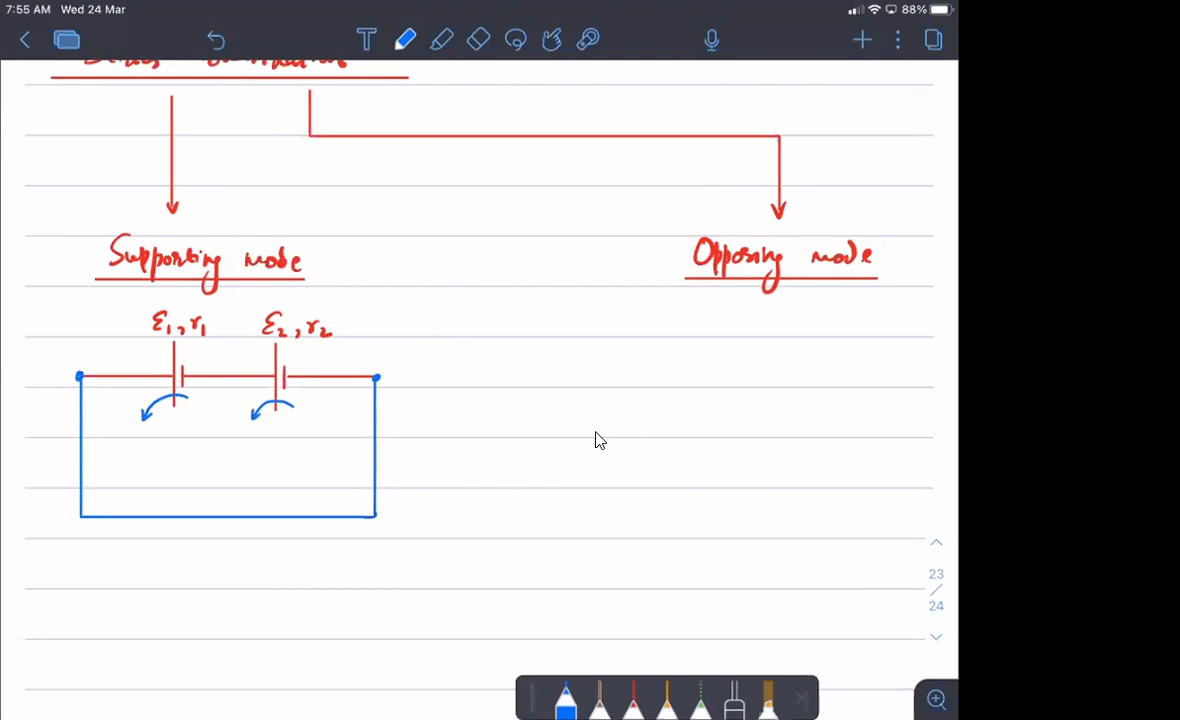 7:55 AM Wed 24 Mar
88%
Supporting mode
Opposing mode
ε₁, r₁ ε₂, r₂
23
/
24